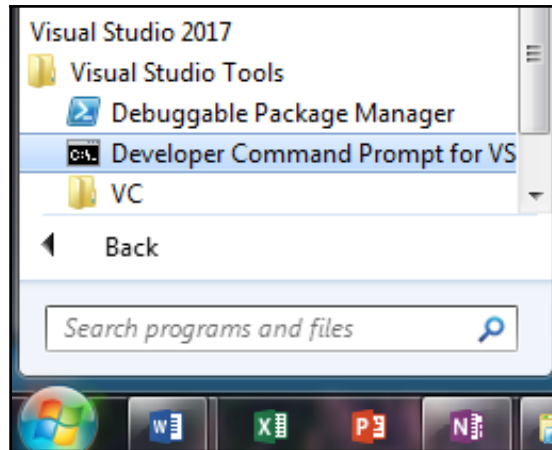 Visual Studio 2017
Visual Studio Tools
Debuggable Package Manager
C:\. Developer Command Prompt for VS
VC
Back
Search programs and files
W X P N